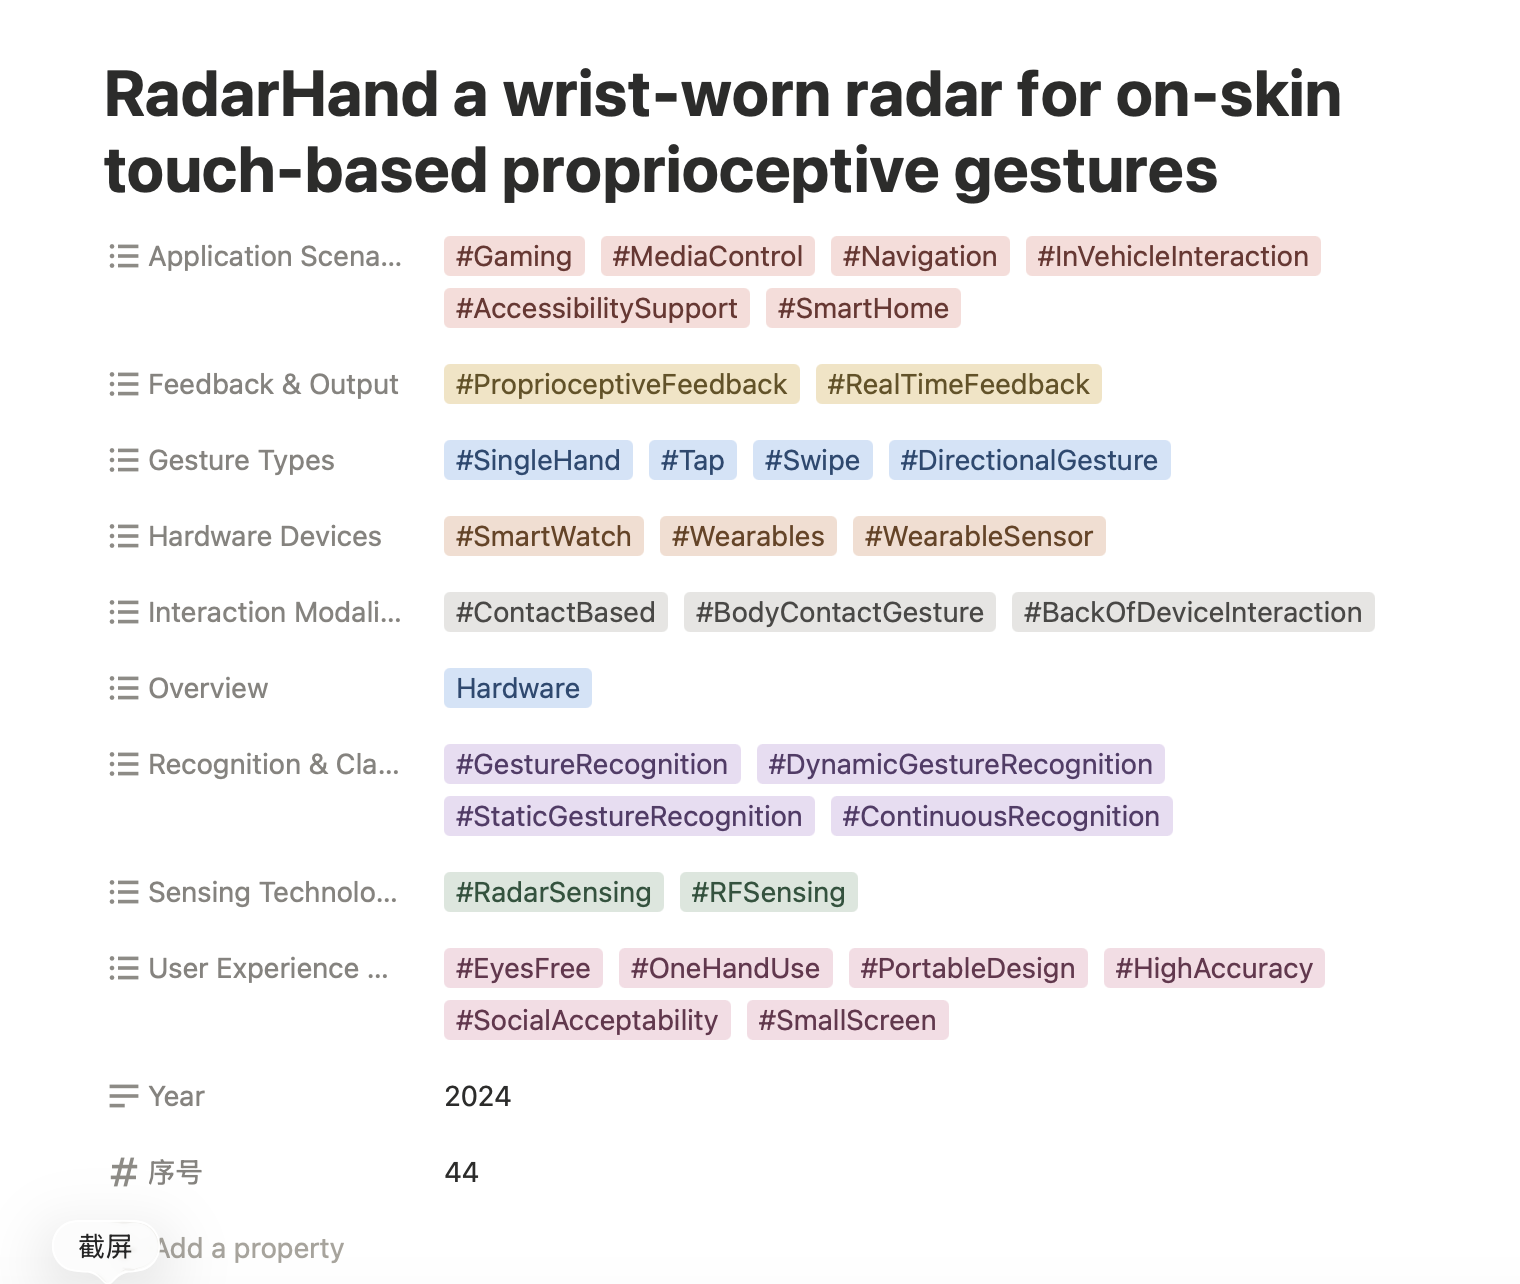 RadarHand a wrist-worn radar for on-skin
touch-based proprioceptive gestures
Application Scena... #Gaming #MediaControl #Navigation #InVehicleInteraction
#AccessibilitySupport #SmartHome
Feedback & Output #ProprioceptiveFeedback #RealTimeFeedback
Gesture Types #SingleHand #Tap #Swipe #DirectionalGesture
Hardware Devices #SmartWatch #Wearables #WearableSensor
Interaction Modali... #ContactBased #BodyContactGesture #BackOfDeviceInteraction
Overview Hardware
Recognition & Cla... #GestureRecognition #DynamicGestureRecognition
#StaticGestureRecognition #ContinuousRecognition
Sensing Technolo... #RadarSensing #RFSensing
User Experience ... #EyesFree #OneHandUse #PortableDesign #HighAccuracy
#SocialAcceptability #SmallScreen
Year 2024
序号 44
Add a property
截屏